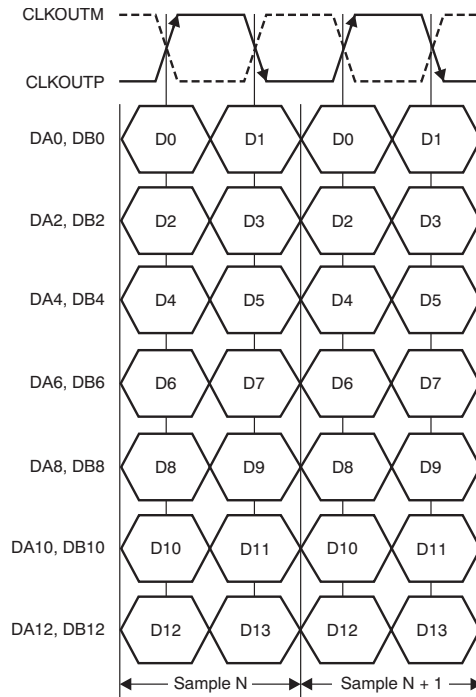 CLKOUTM
CLKOUTP
DA0, DB0 D0 D1 D0 D1
DA2, DB2 D2 D3 D2 D3
DA4, DB4 D4 D5 D4 D5
DA6, DB6 D6 D7 D6 D7
DA8, DB8 D8 D9 D8 D9
DA10, DB10 D10 D11 D10 D11
DA12, DB12 D12 D13 D12 D13
Sample N Sample N + 1